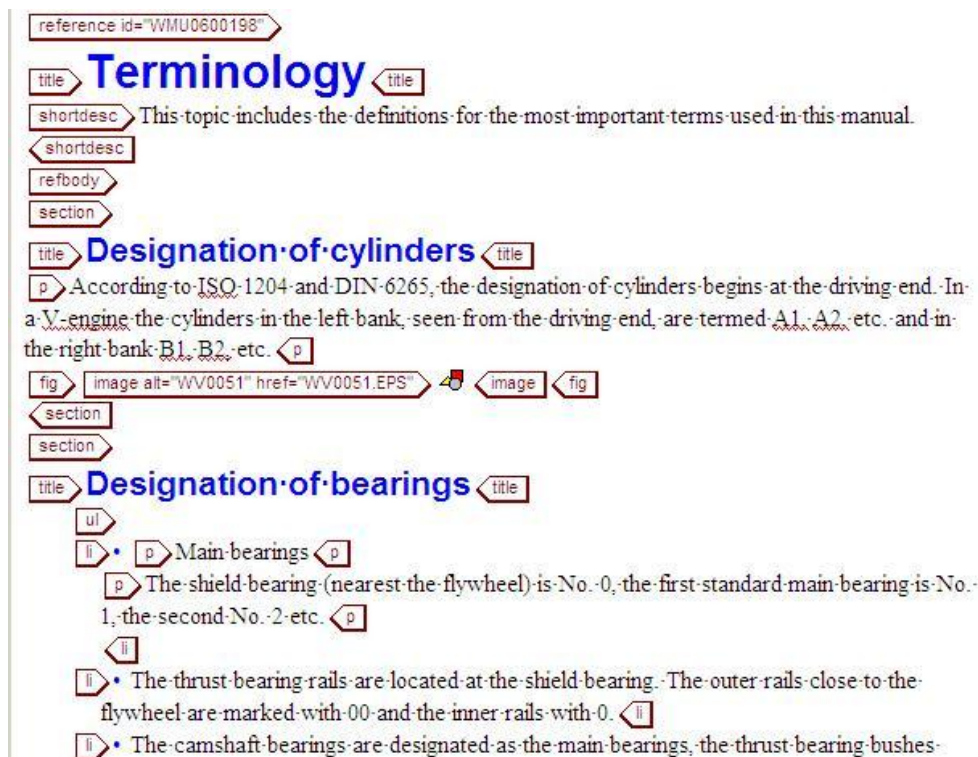 reference id="WMU0600198"
title Terminology title
shortdesc This·topic·includes·the·definitions·for·the·most·important·terms·used·in·this·manual.
shortdesc
refbody
section
title Designation·of·cylinders title
p According·to·ISO·1204·and·DIN·6265,·the·designation·of·cylinders·begins·at·the·driving·end.·In·
a·V-engine·the·cylinders·in·the·left·bank,·seen·from·the·driving·end,·are·termed·A1,·A2,·etc.·and·in·
the·right·bank·B1,·B2,·etc. p
fig image alt="WV0051" href="WV0051.EPS" image fig
section
section
title Designation·of·bearings title
ul
li • p Main·bearings p
p The·shield·bearing·(nearest·the·flywheel)·is·No.·0,·the·first·standard·main·bearing·is·No.·
1,·the·second·No.·2·etc. p
li
li • The·thrust·bearing·rails·are·located·at·the·shield·bearing.·The·outer·rails·close·to·the·
flywheel·are·marked·with·00·and·the·inner·rails·with·0. li
li • The·camshaft·bearings·are·designated·as·the·main·bearings,·the·thrust·bearing·bushes·